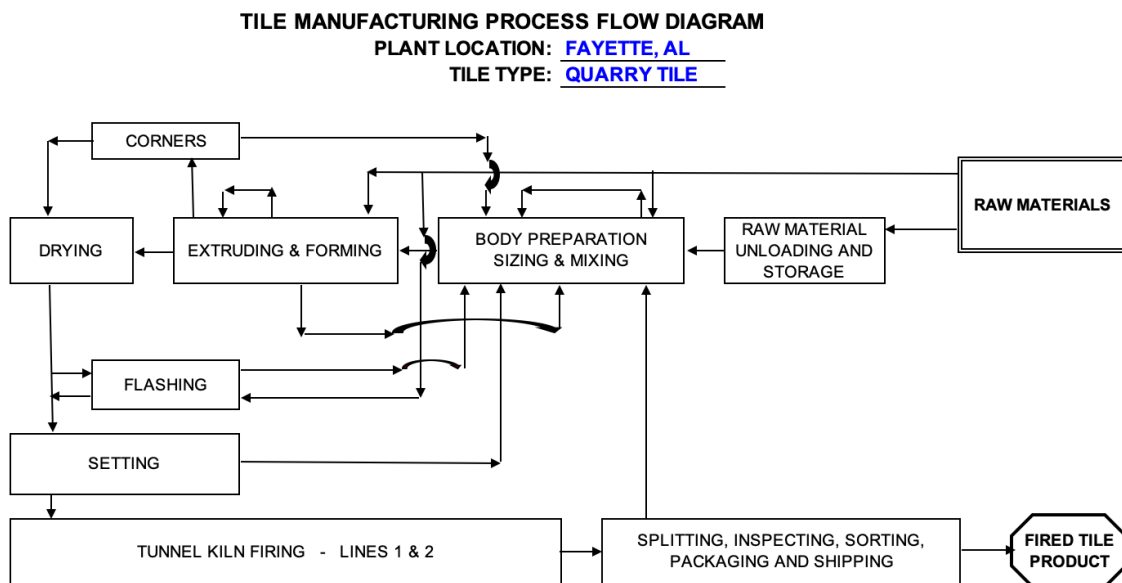 TILE MANUFACTURING PROCESS FLOW DIAGRAM
PLANT LOCATION: FAYETTE, AL
TILE TYPE: QUARRY TILE
CORNERS
RAW MATERIALS
DRYING
EXTRUDING & FORMING
BODY PREPARATION
SIZING & MIXING
RAW MATERIAL
UNLOADING AND
STORAGE
FLASHING
SETTING
TUNNEL KILN FIRING - LINES 1 & 2
SPLITTING, INSPECTING, SORTING,
PACKAGING AND SHIPPING
FIRED TILE
PRODUCT